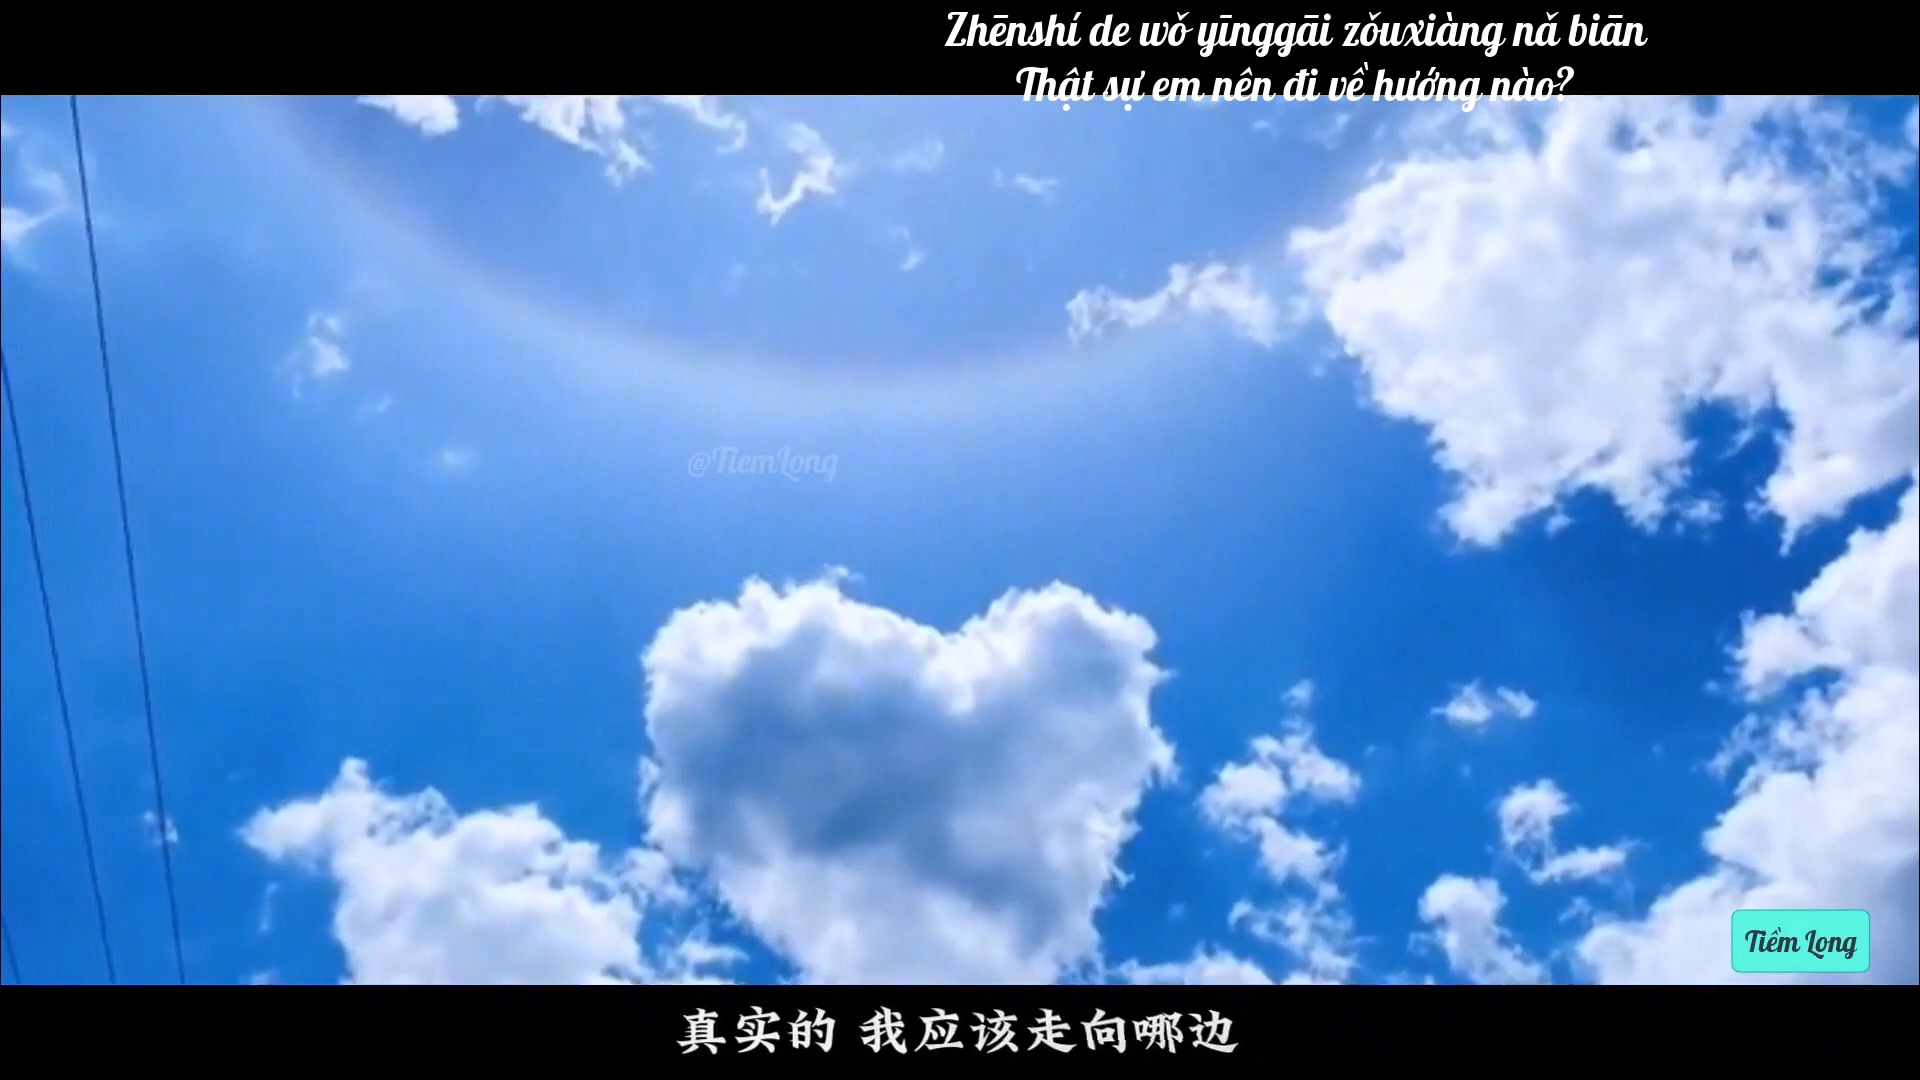 Zhēnshí de wǒ yīnggāi zǒuxiàng nǎ biān
Thật sự em nên đi về hướng nào?
@TiemLong
Tiềm Long
真实的 我应该走向哪边